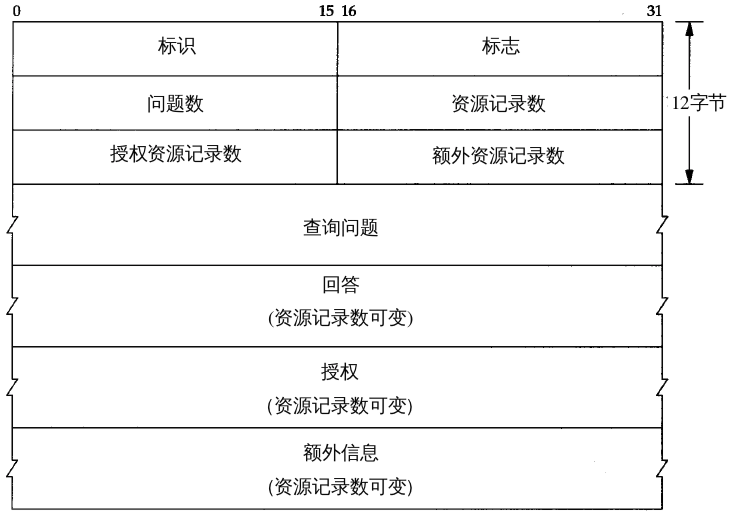 0 15 16 31
标识 标志
问题数 资源记录数 12字节
授权资源记录数 额外资源记录数
查询问题
回答
(资源记录数可变)
授权
(资源记录数可变)
额外信息
(资源记录数可变)